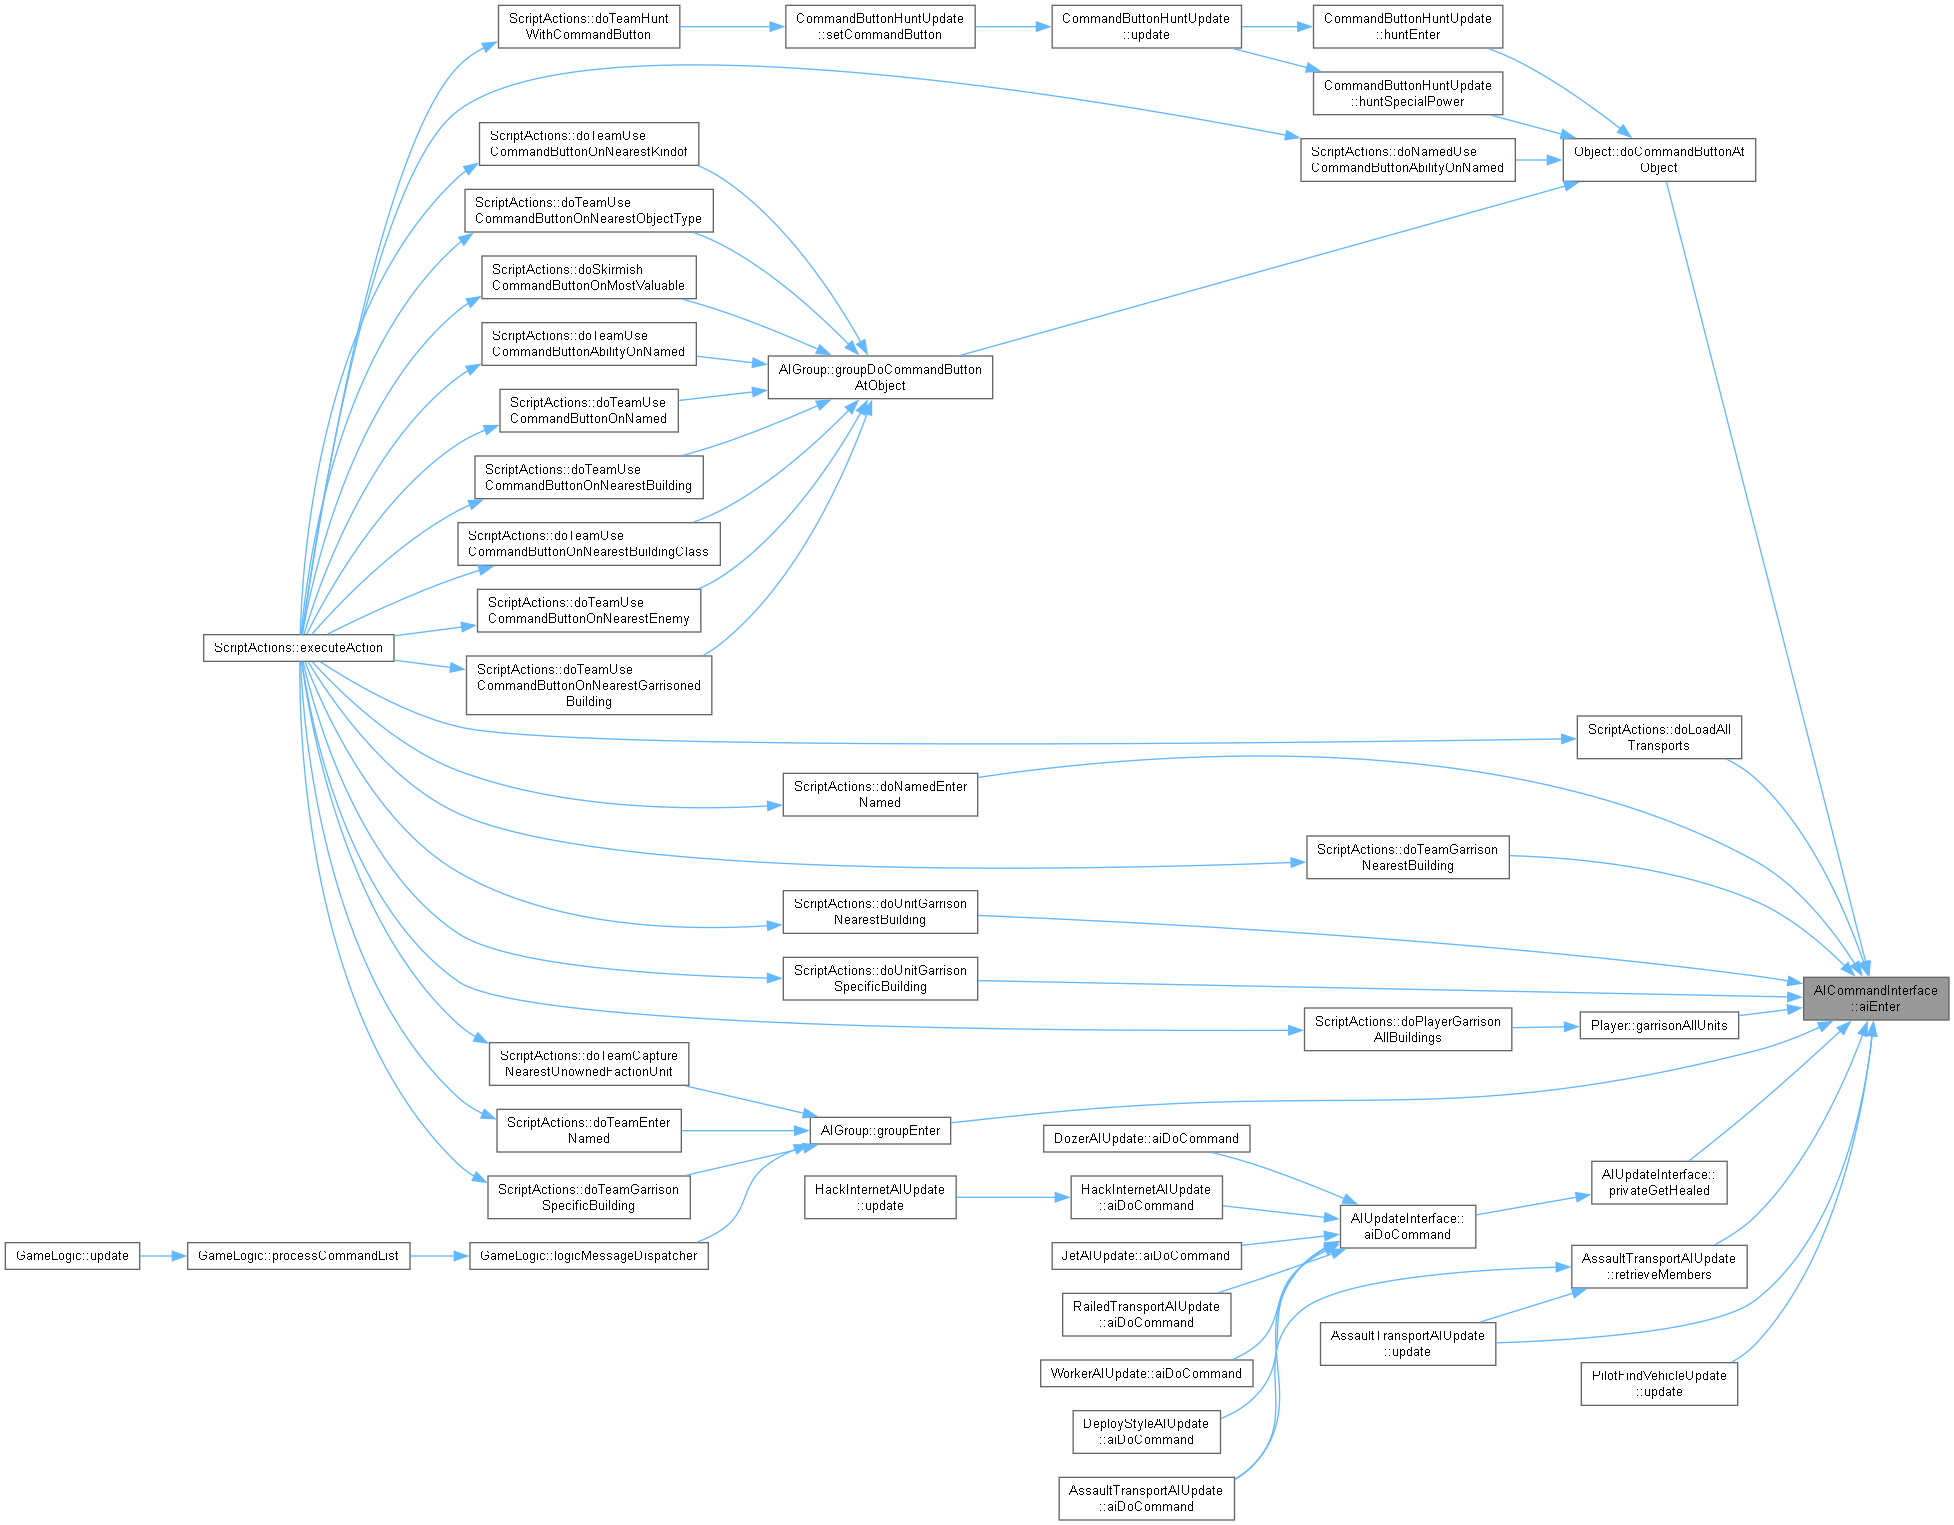 ScriptActions::doTeamHunt
WithCommandButton
CommandButtonHuntUpdate
::setCommandButton
CommandButtonHuntUpdate
::update
CommandButtonHuntUpdate
::huntEnter
CommandButtonHuntUpdate
::huntSpecialPower
ScriptActions::doTeamUse
CommandButtonOnNearestKindof
ScriptActions::doNamedUse
CommandButtonAbilityOnNamed
Object::doCommandButtonAt
Object
ScriptActions::doTeamUse
CommandButtonOnNearestObjectType
ScriptActions::doSkirmish
CommandButtonOnMostValuable
ScriptActions::doTeamUse
CommandButtonAbilityOnNamed
AIGroup::groupDoCommandButton
AtObject
ScriptActions::doTeamUse
CommandButtonOnNamed
ScriptActions::doTeamUse
CommandButtonOnNearestBuilding
ScriptActions::doTeamUse
CommandButtonOnNearestBuildingClass
ScriptActions::doTeamUse
CommandButtonOnNearestEnemy
ScriptActions::executeAction
ScriptActions::doTeamUse
CommandButtonOnNearestGarrisoned
Building
ScriptActions::doLoadAll
Transports
ScriptActions::doNamedEnter
Named
ScriptActions::doTeamGarrison
NearestBuilding
ScriptActions::doUnitGarrison
NearestBuilding
ScriptActions::doUnitGarrison
SpecificBuilding
AICommandInterface
::aiEnter
ScriptActions::doPlayerGarrison
AllBuildings
Player::garrisonAllUnits
ScriptActions::doTeamCapture
NearestUnownedFactionUnit
ScriptActions::doTeamEnter
Named
AIGroup::groupEnter
DozerAIUpdate::aiDoCommand
ScriptActions::doTeamGarrison
SpecificBuilding
HackInternetAIUpdate
::update
HackInternetAIUpdate
::aiDoCommand
AIUpdateInterface::
privateGetHealed
AIUpdateInterface::
aiDoCommand
GameLogic::update
GameLogic::processCommandList
GameLogic::logicMessageDispatcher
JetAIUpdate::aiDoCommand
AssaultTransportAIUpdate
::retrieveMembers
RailedTransportAIUpdate
::aiDoCommand
AssaultTransportAIUpdate
::update
WorkerAIUpdate::aiDoCommand
PilotFindVehicleUpdate
::update
DeployStyleAIUpdate
::aiDoCommand
AssaultTransportAIUpdate
::aiDoCommand